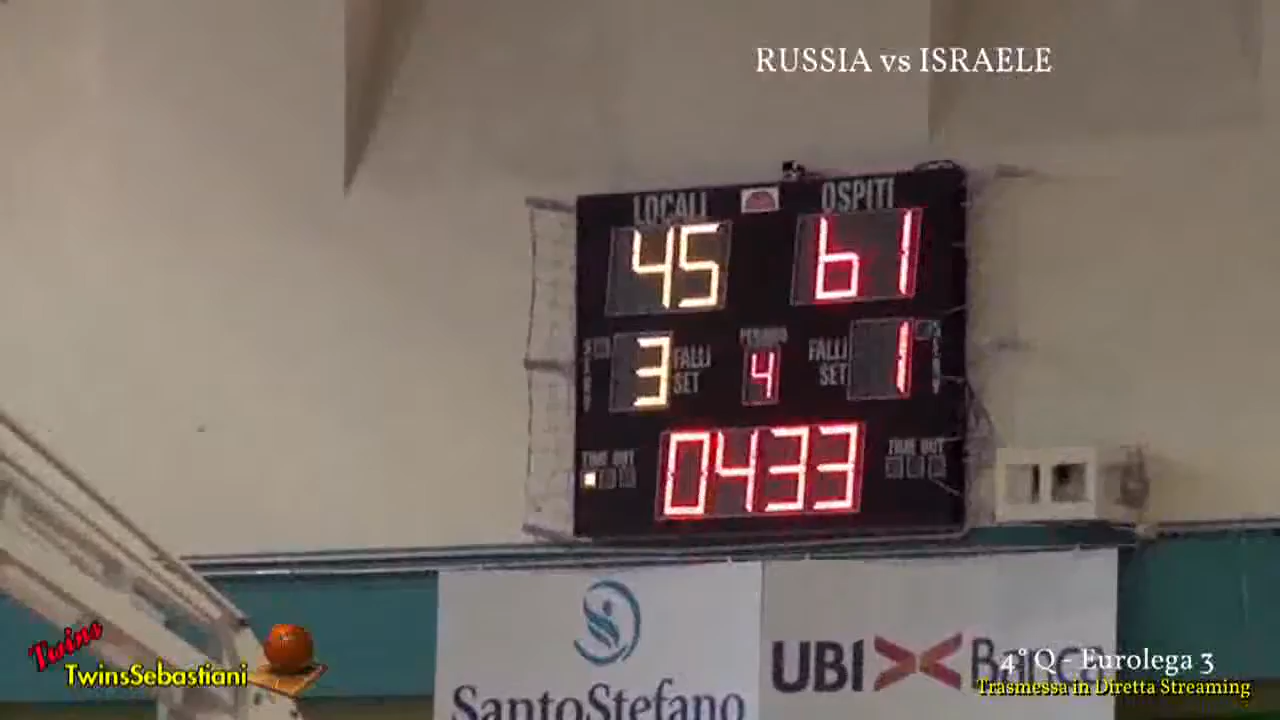 RUSSIA vs ISRAELE
LOCALI OSPITI
45 61
3 FALLI SET PERIODO 4 FALLI SET 1
TIME OUT 0433 TIME OUT
SantoStefano
UBI Banca
Twins
TwinsSebastiani
4° Q - Eurolega 3
Trasmessa in Diretta Streaming